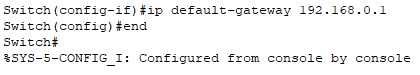 Switch(config-if)#ip default-gateway 192.168.0.1
Switch(config)#end
Switch#
%SYS-5-CONFIG_I: Configured from console by console